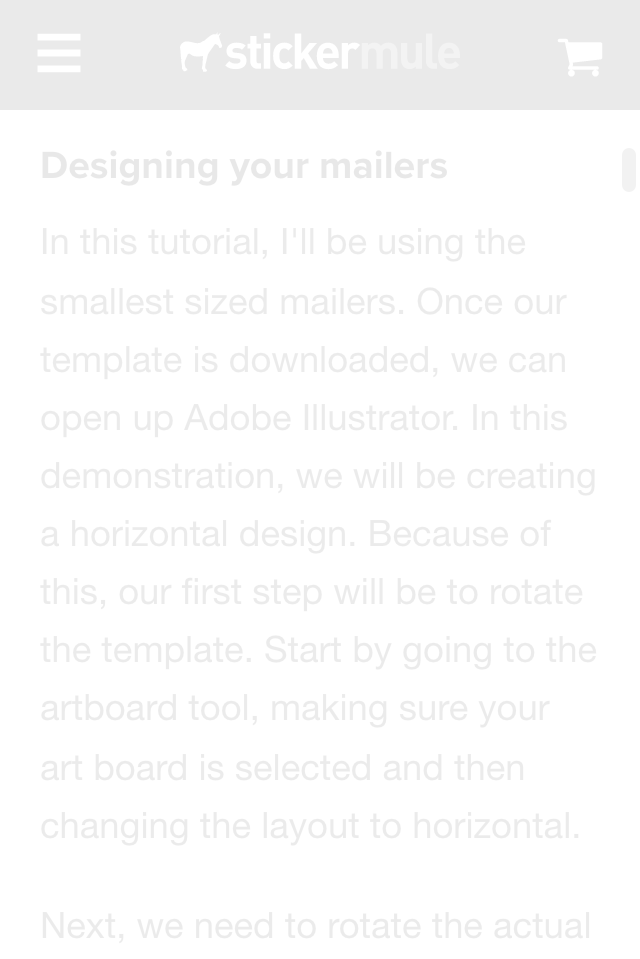 stickermule
Designing your mailers
In this tutorial, I'll be using the
smallest sized mailers. Once our
template is downloaded, we can
open up Adobe Illustrator. In this
demonstration, we will be creating
a horizontal design. Because of
this, our first step will be to rotate
the template. Start by going to the
artboard tool, making sure your
art board is selected and then
changing the layout to horizontal.
Next, we need to rotate the actual